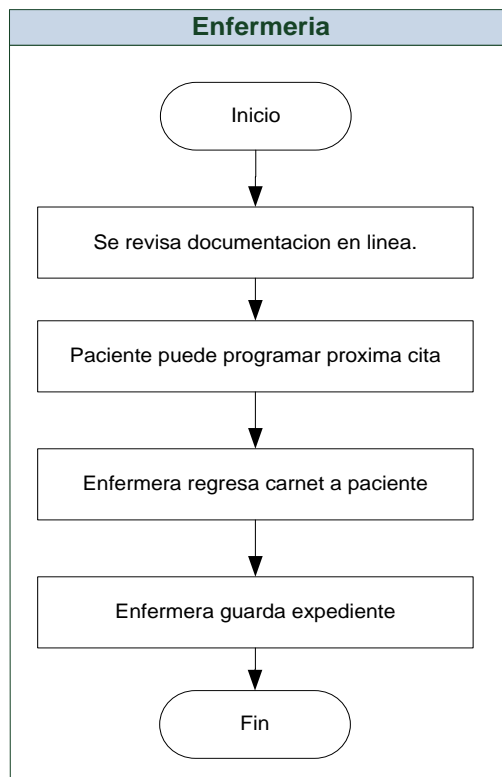 Enfermeria
Inicio
Se revisa documentacion en linea.
Paciente puede programar proxima cita
Enfermera regresa carnet a paciente
Enfermera guarda expediente
Fin